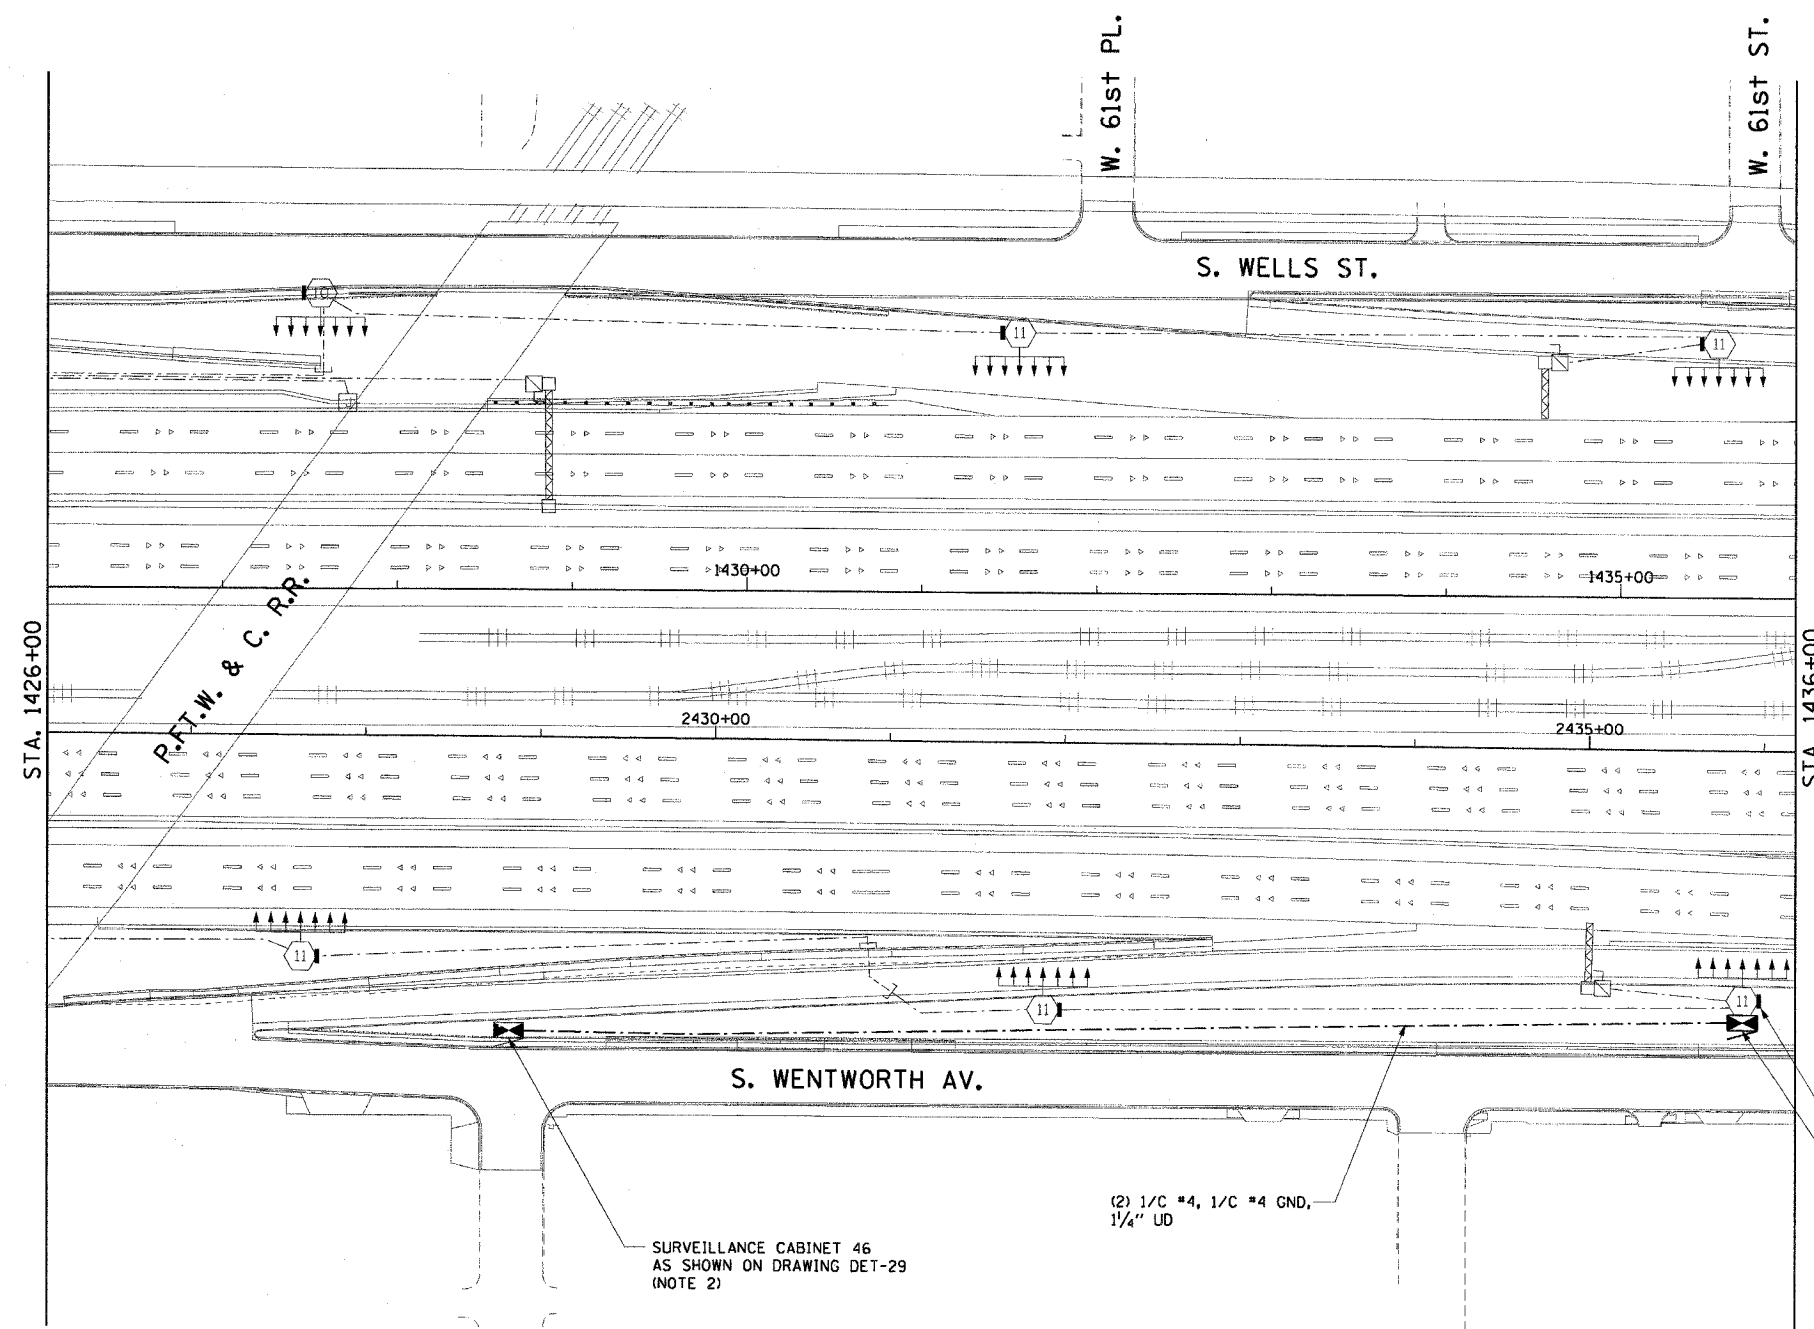 W. 61st PL.
W. 61st ST.
S. WELLS ST.
10
11
11
1430+00
1435+00
STA. 1426+00
P.FT.W. & C. R.R.
STA. 1436+00
2430+00
2435+00
11
11
11
S. WENTWORTH AV.
(2) 1/C #4, 1/C #4 GND,
1¼" UD
SURVEILLANCE CABINET 46
AS SHOWN ON DRAWING DET-29
(NOTE 2)